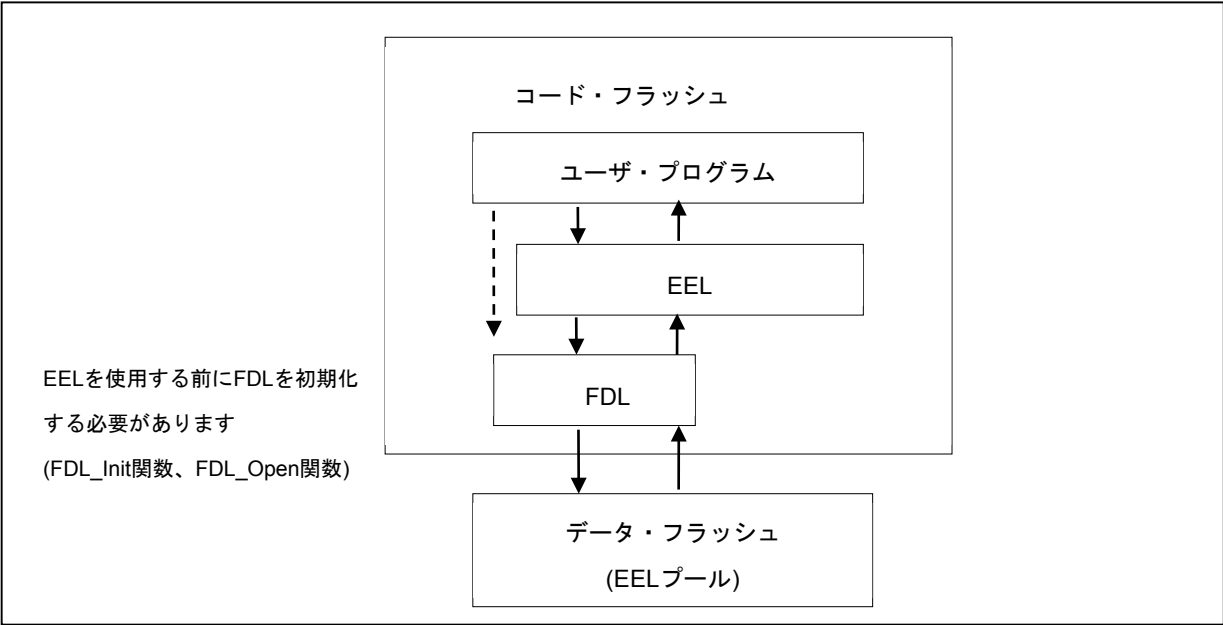 コード・フラッシュ
ユーザ・プログラム
EEL
FDL
EELを使用する前にFDLを初期化
する必要があります
(FDL_Init関数、FDL_Open関数)
データ・フラッシュ
(EELプール)